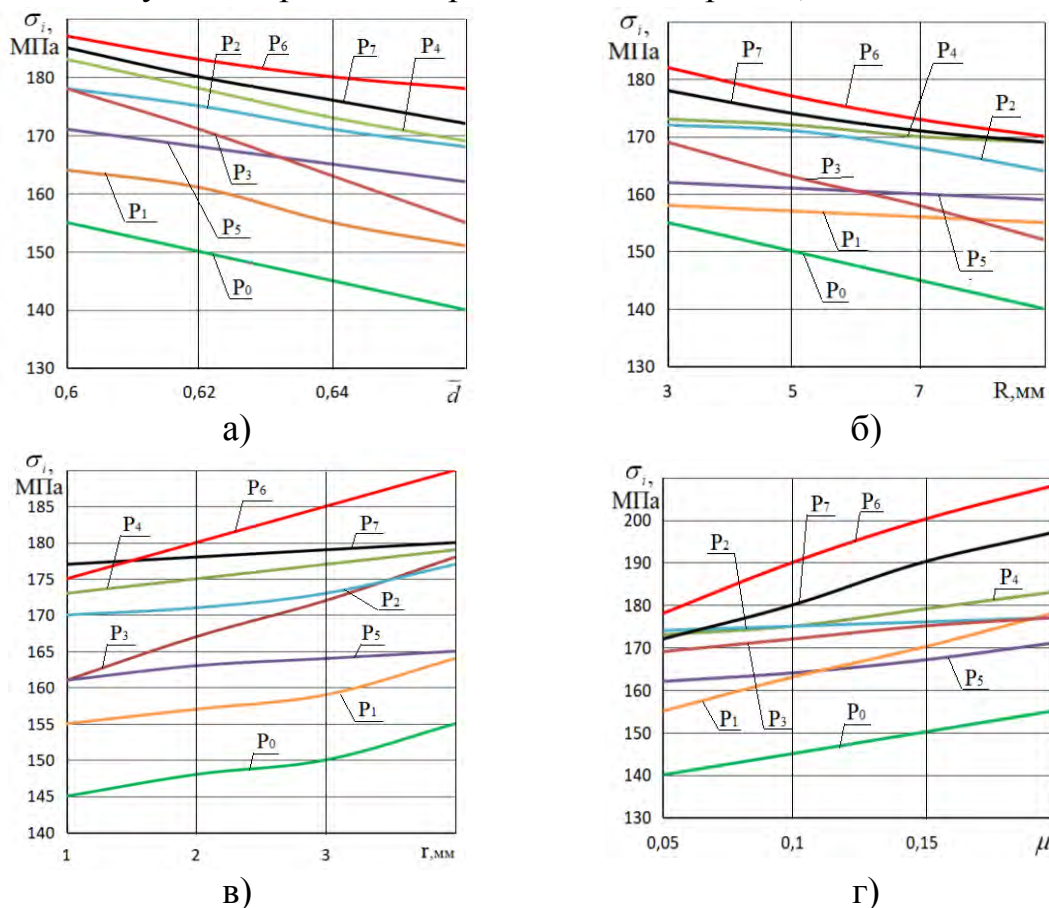 σᵢ,
МПа
180
170
160
150
140
130
0,6
0,62
0,64
d̅
P₂
P₆
P₇
P₄
P₁
P₃
P₅
P₀
а)
σᵢ,
МПа
180
170
160
150
140
130
3
5
7
R,мм
P₇
P₆
P₄
P₂
P₃
P₁
P₅
P₀
б)
σᵢ,
МПа
185
180
175
170
165
160
155
150
145
140
1
2
3
r,мм
P₆
P₄
P₇
P₂
P₃
P₅
P₁
P₀
в)
σᵢ,
МПа
200
190
180
170
160
150
140
130
0,05
0,1
0,15
μ
P₇
P₆
P₂
P₄
P₅
P₁
P₃
P₀
г)